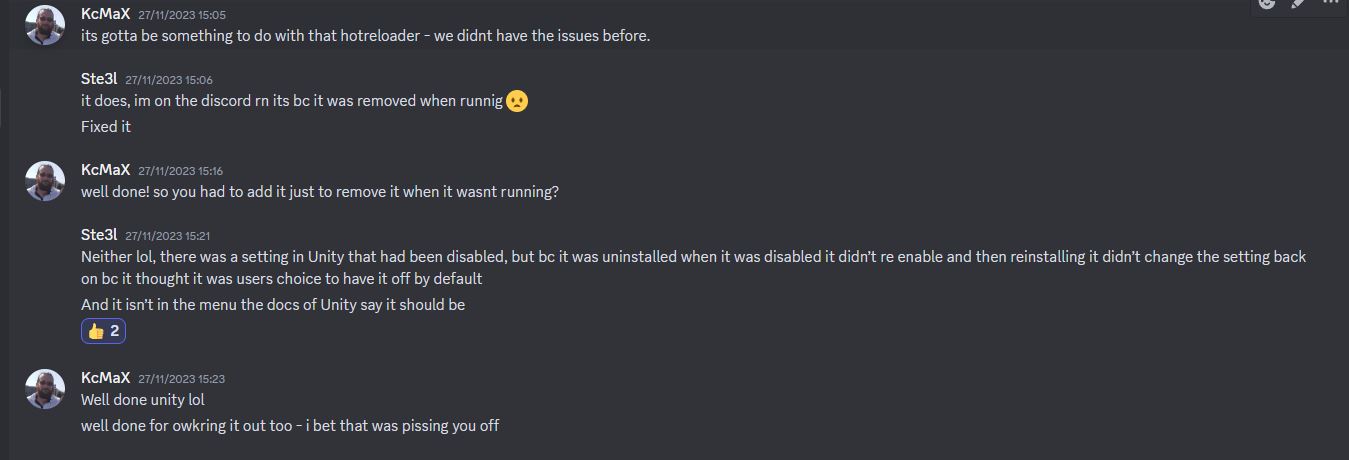 KcMaX 27/11/2023 15:05
its gotta be something to do with that hotreloader - we didnt have the issues before.
Ste3l 27/11/2023 15:06
it does, im on the discord rn its bc it was removed when runnig
Fixed it
KcMaX 27/11/2023 15:16
well done! so you had to add it just to remove it when it wasnt running?
Ste3l 27/11/2023 15:21
Neither lol, there was a setting in Unity that had been disabled, but bc it was uninstalled when it was disabled it didn’t re enable and then reinstalling it didn’t change the setting back
on bc it thought it was users choice to have it off by default
And it isn’t in the menu the docs of Unity say it should be
2
KcMaX 27/11/2023 15:23
Well done unity lol
well done for owkring it out too - i bet that was pissing you off